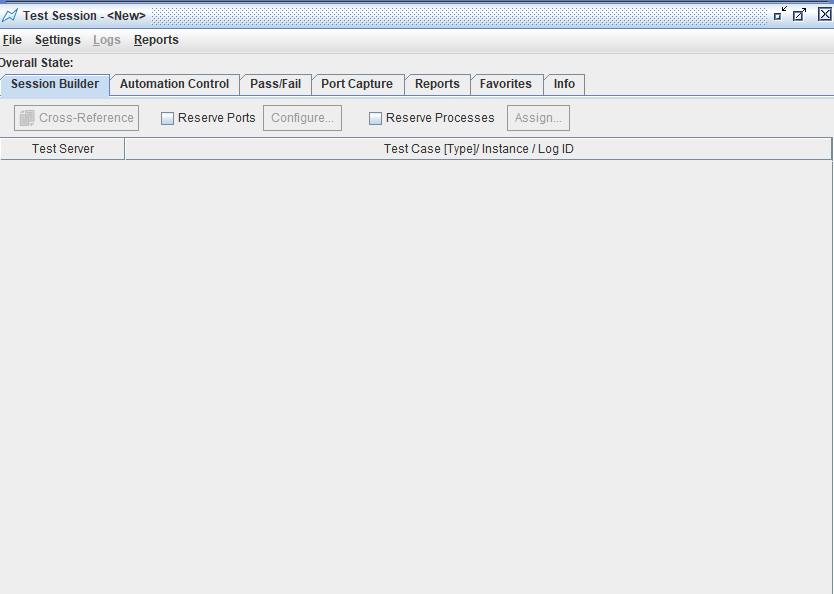 Test Session - <New>
File Settings Logs Reports
Overall State:
Session Builder Automation Control Pass/Fail Port Capture Reports Favorites Info
Cross-Reference Reserve Ports Configure... Reserve Processes Assign...
Test Server Test Case [Type]/ Instance / Log ID